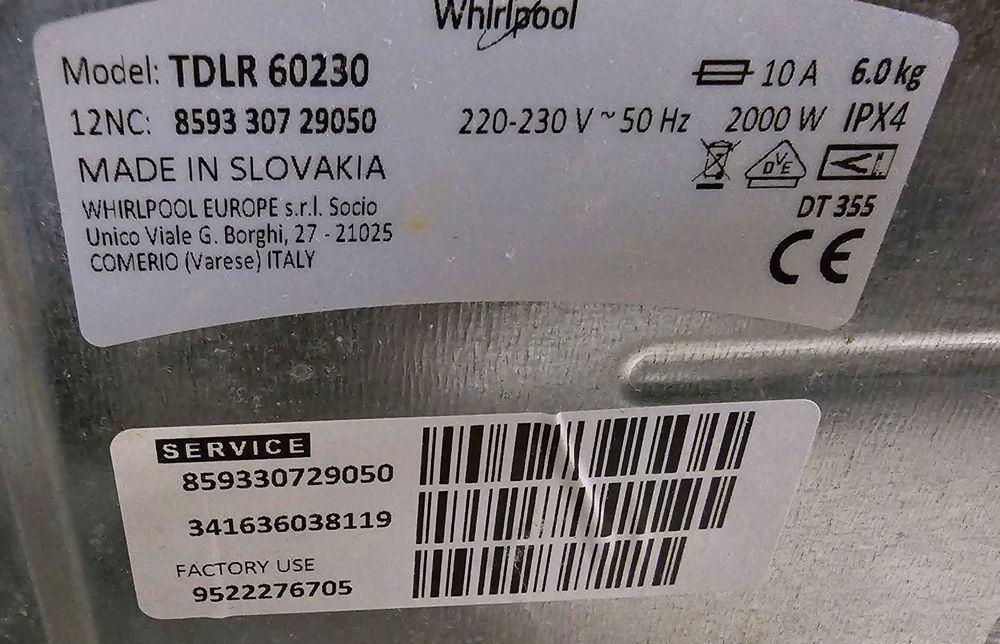 Whirlpool
Model: TDLR 60230
10 A 6.0 kg
12NC: 8593 307 29050
220-230 V ~ 50 Hz 2000 W IPX4
MADE IN SLOVAKIA
DVE
WHIRLPOOL EUROPE s.r.l. Socio
DT 355
Unico Viale G. Borghi, 27 - 21025
COMERIO (Varese) ITALY
CE
SERVICE
859330729050
341636038119
FACTORY USE
9522276705